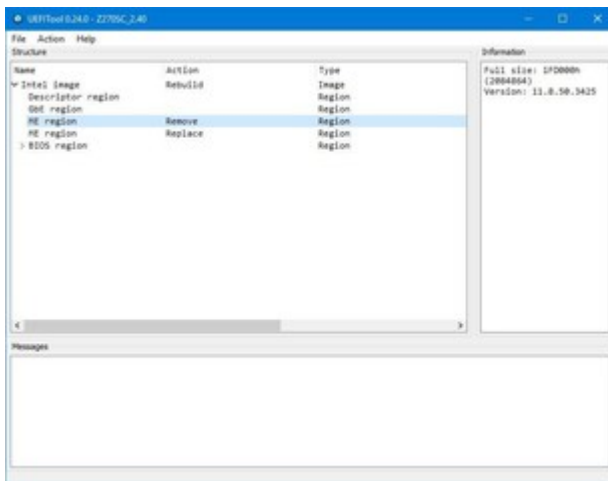 UEFITool 0.24.0 - Z270SC_2.40
File Action Help
Structure
Information
Name Action Type
Intel image Rebuild Image
Descriptor region Region
GbE region Region
ME region Remove Region
ME region Replace Region
BIOS region Region
Full size: 1FD000h
(2084864)
Version: 11.8.50.3425
Messages